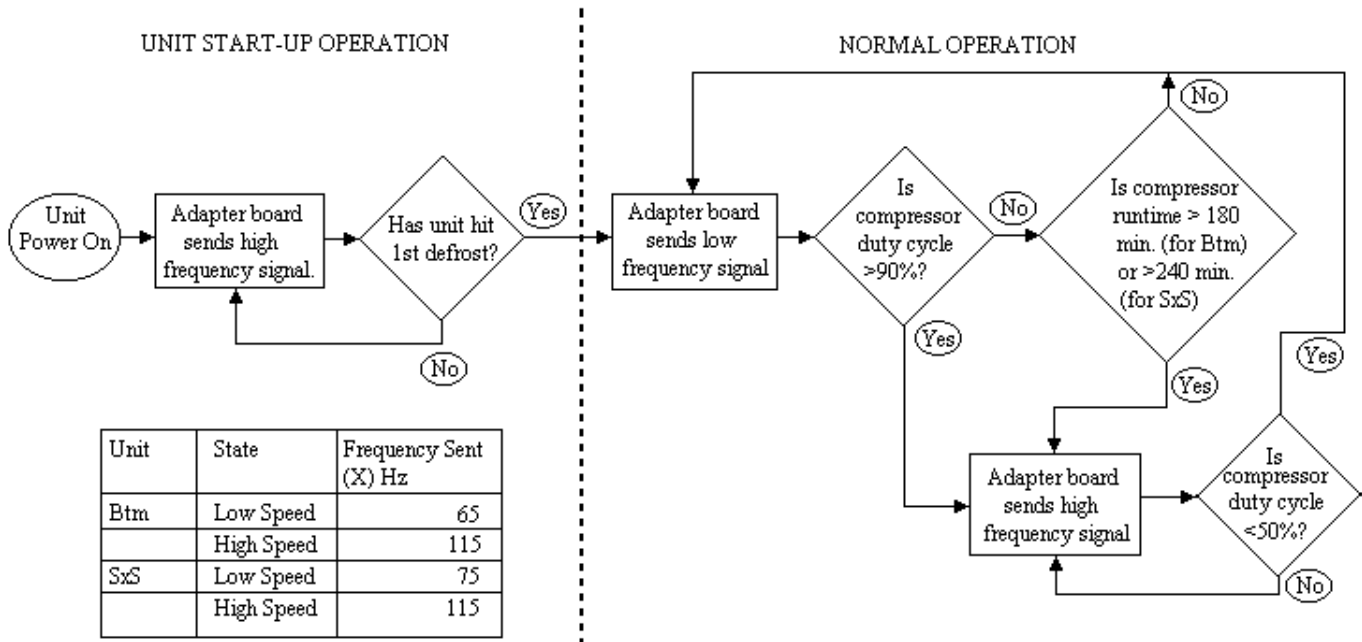 UNIT START-UP OPERATION
Unit
Power On
Adapter board
sends high
frequency signal.
Has unit hit
1st defrost?
Yes
No
NORMAL OPERATION
Adapter board
sends low
frequency signal
Is
compressor
duty cycle
>90%?
No
Yes
Is compressor
runtime > 180
min. (for Btm)
or >240 min.
(for SxS)
No
Yes
Adapter board
sends high
frequency signal
Is
compressor
duty cycle
<50%?
Yes
No
Unit State Frequency Sent
(X) Hz
Btm Low Speed 65
High Speed 115
SxS Low Speed 75
High Speed 115